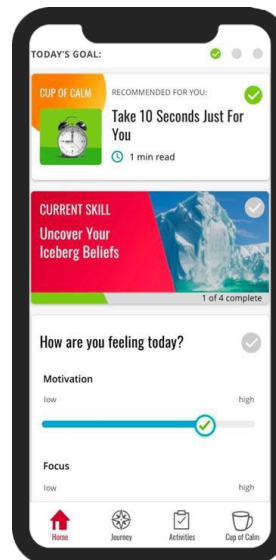 TODAY'S GOAL:
CUP OF CALM
RECOMMENDED FOR YOU:
Take 10 Seconds Just For
You
1 min read
CURRENT SKILL
Uncover Your
Iceberg Beliefs
1 of 4 complete
How are you feeling today?
Motivation
low high
Focus
low high
Home Journey Activities Cup of Calm